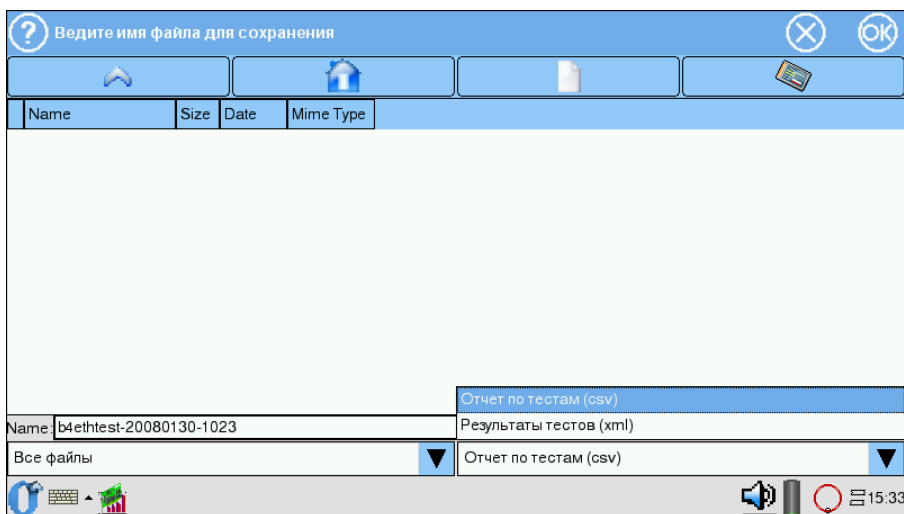 ? Ведите имя файла для сохранения OK
Name Size Date Mime Type
Отчет по тестам (csv)
Name: b4ethtest-20080130-1023 Результаты тестов (xml)
Все файлы Отчет по тестам (csv)
15:33